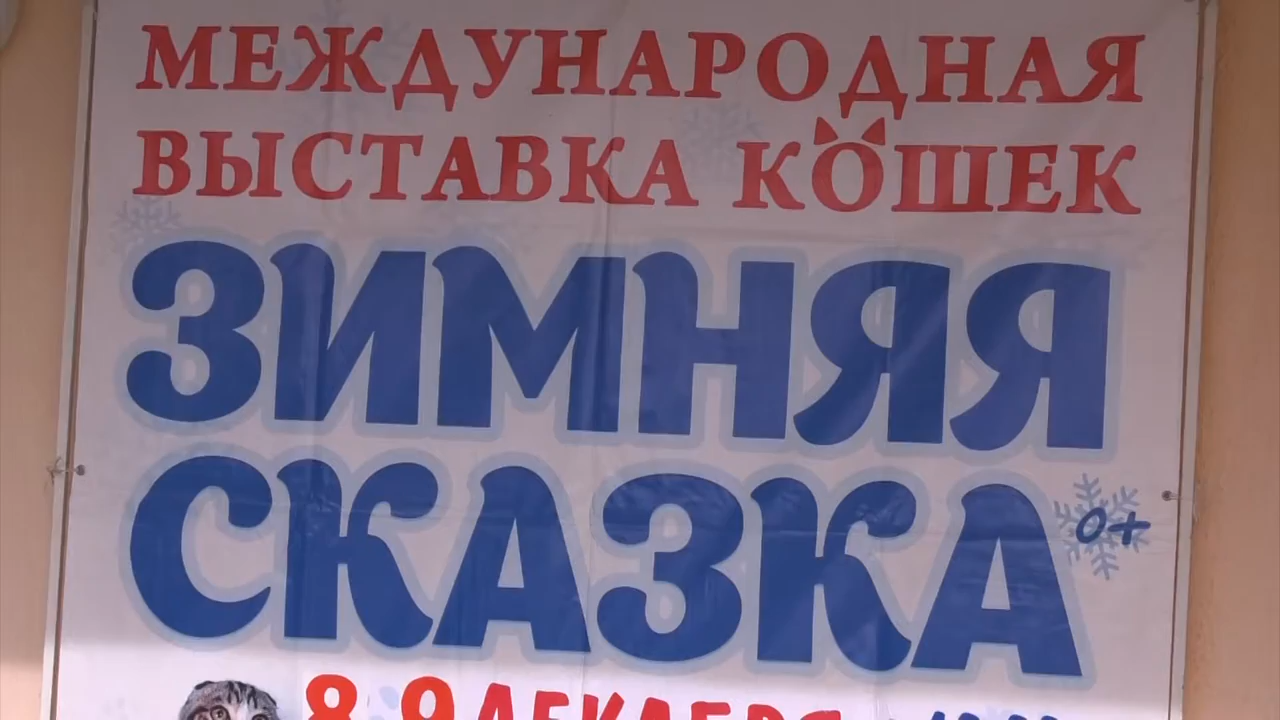 МЕЖДУНАРОДНАЯ
ВЫСТАВКА КОШЕК
ЗИМНЯЯ
СКАЗКА
0+
8-9 ДЕКАБРЯ